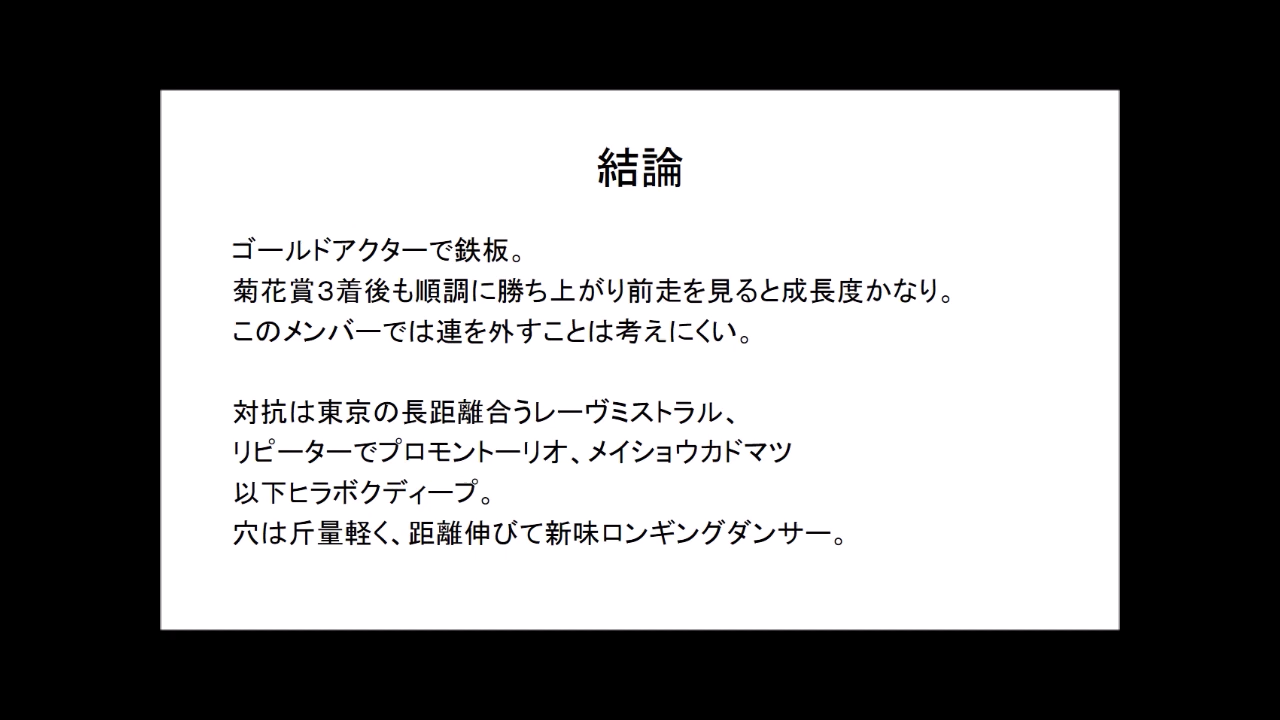 結論
ゴールドアクターで鉄板。
菊花賞３着後も順調に勝ち上がり前走を見ると成長度かなり。
このメンバーでは連を外すことは考えにくい。
対抗は東京の長距離合うレーヴミストラル、
リピーターでプロモントーリオ、メイショウカドマツ
以下ヒラボクディープ。
穴は斤量軽く、距離伸びて新味ロンギングダンサー。